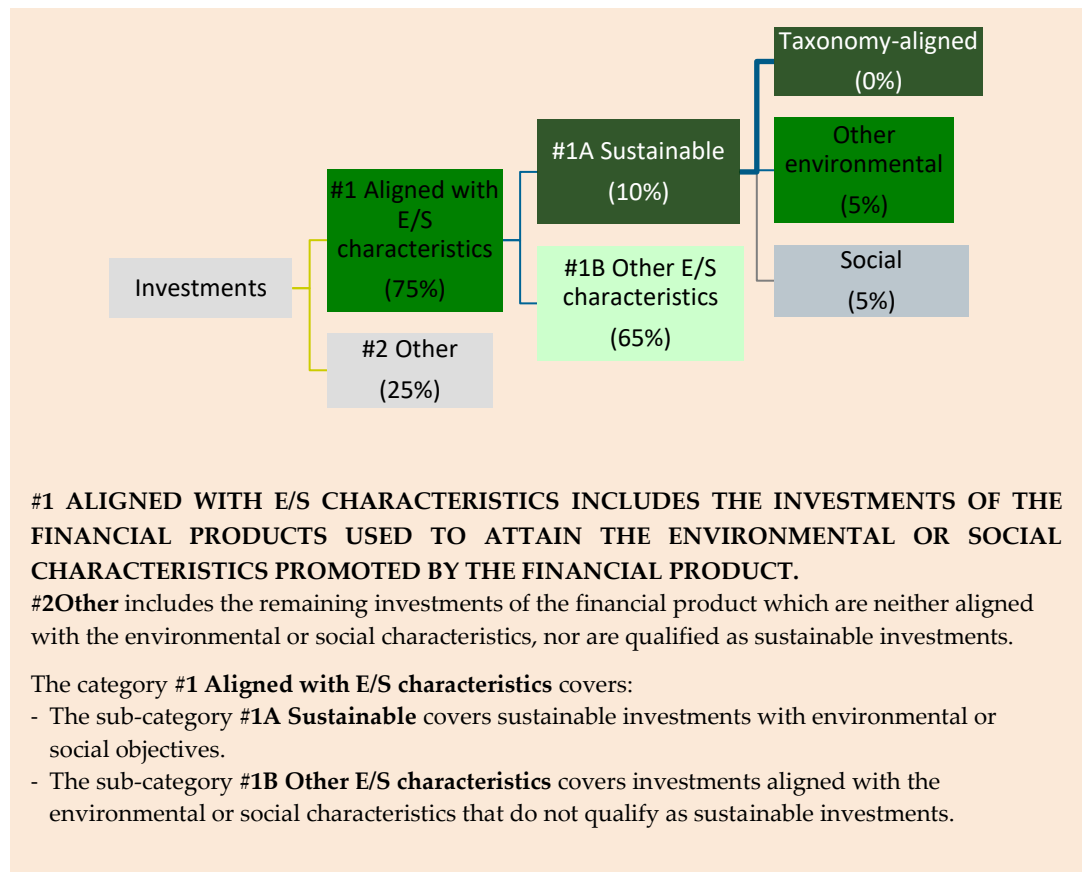 Taxonomy-aligned
(0%)
#1A Sustainable
(10%)
Other
environmental
(5%)
#1 Aligned with
E/S
characteristics
(75%)
Investments
#1B Other E/S
characteristics
(65%)
Social
(5%)
#2 Other
(25%)
#1 ALIGNED WITH E/S CHARACTERISTICS INCLUDES THE INVESTMENTS OF THE
FINANCIAL PRODUCTS USED TO ATTAIN THE ENVIRONMENTAL OR SOCIAL
CHARACTERISTICS PROMOTED BY THE FINANCIAL PRODUCT.
#2Other includes the remaining investments of the financial product which are neither aligned
with the environmental or social characteristics, nor are qualified as sustainable investments.
The category #1 Aligned with E/S characteristics covers:
- The sub-category #1A Sustainable covers sustainable investments with environmental or
social objectives.
- The sub-category #1B Other E/S characteristics covers investments aligned with the
environmental or social characteristics that do not qualify as sustainable investments.